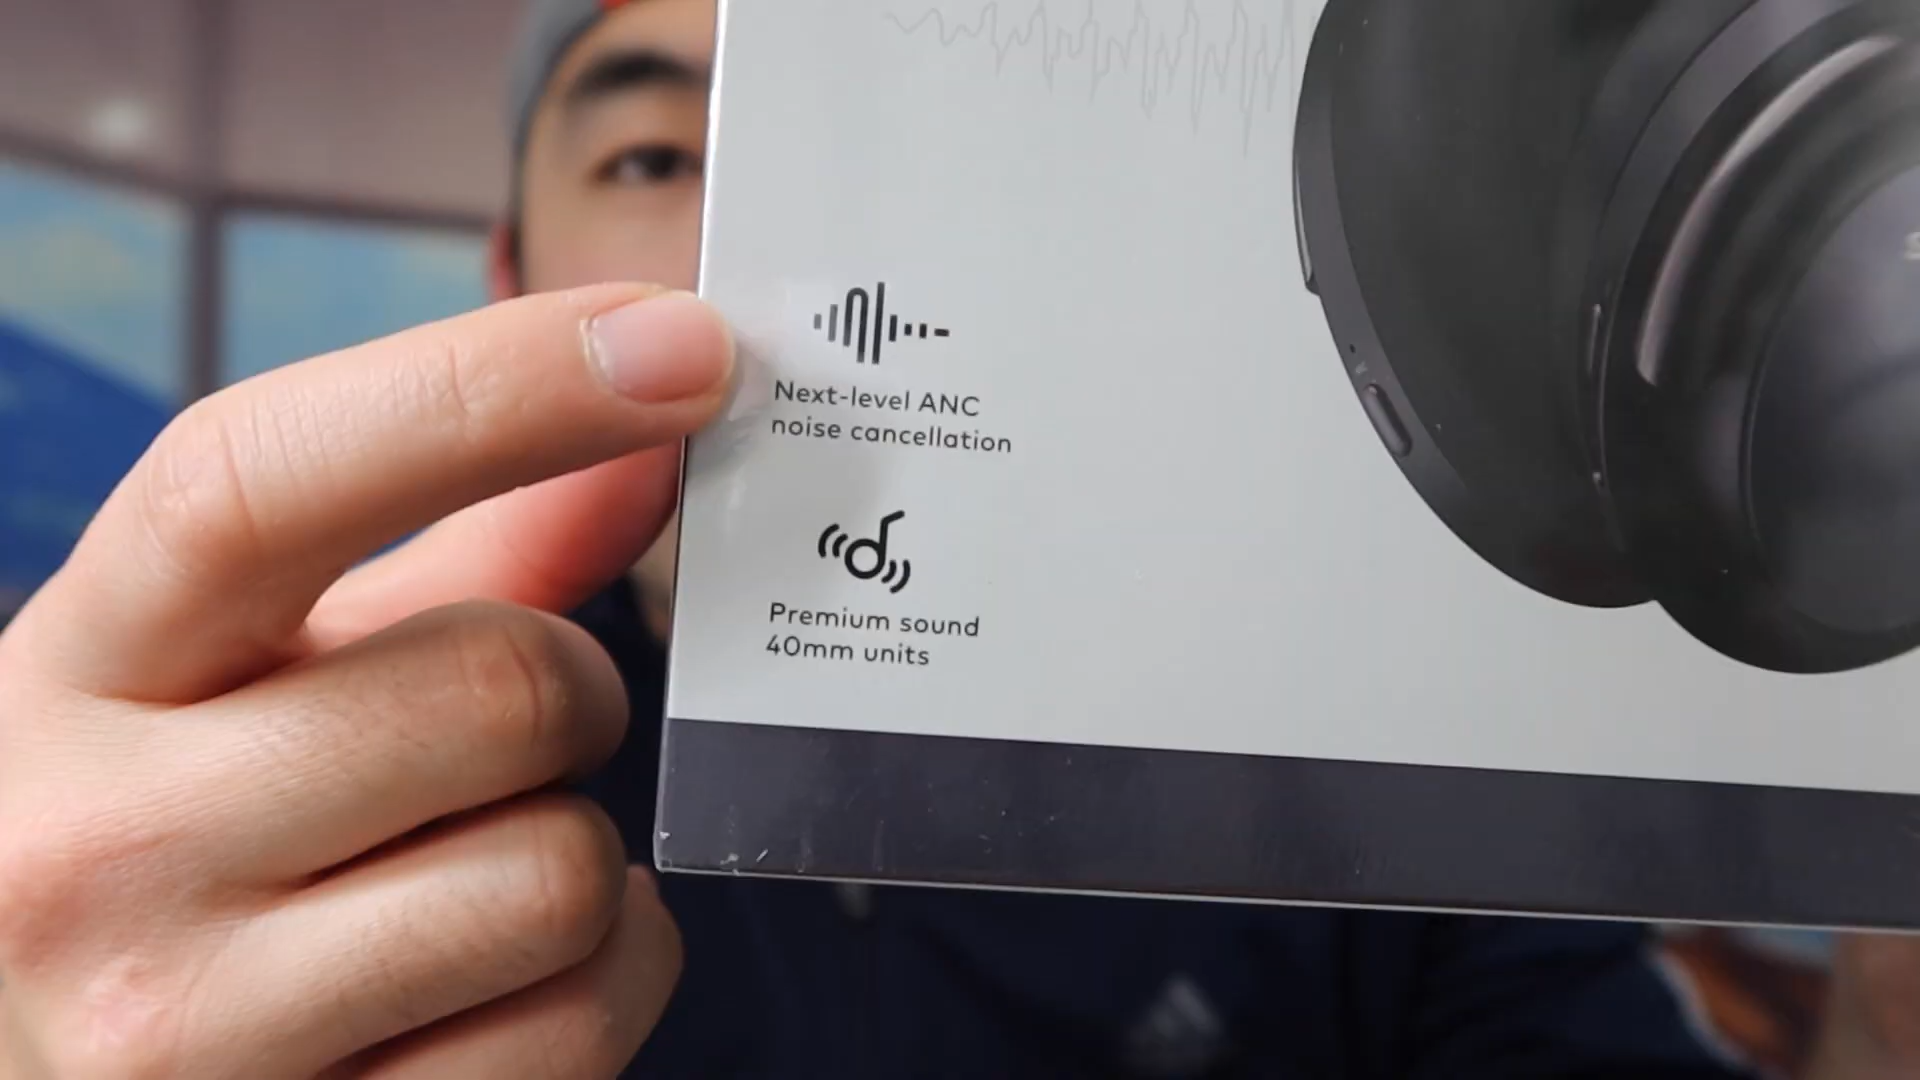 Next-level ANC
noise cancellation
Premium sound
40mm units